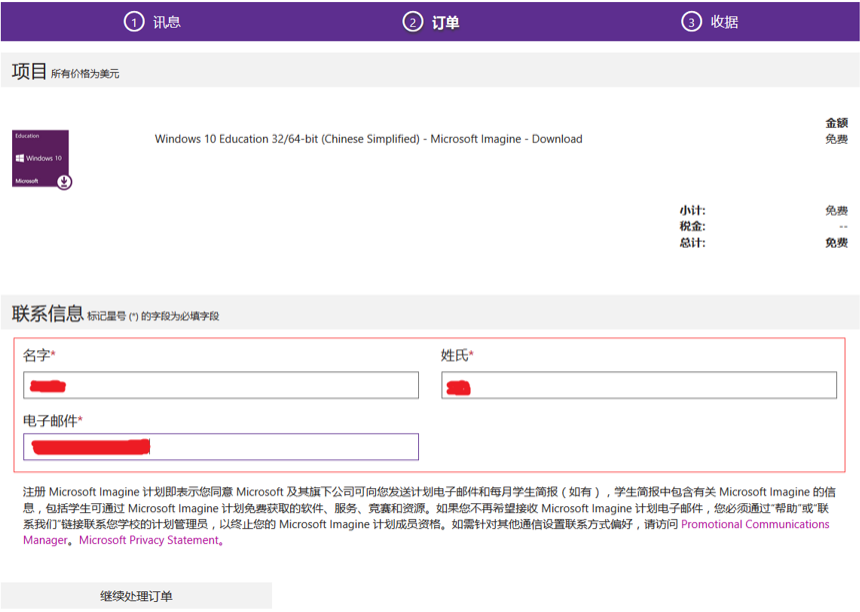 1 讯息
2 订单
3 收据
项目 所有价格为美元
金额
Education
Windows 10
Microsoft
Windows 10 Education 32/64-bit (Chinese Simplified) - Microsoft Imagine - Download
免费
小计: 免费
税金: --
总计: 免费
联系信息 标记星号 (*) 的字段为必填字段
名字*
姓氏*
电子邮件*
注册 Microsoft Imagine 计划即表示您同意 Microsoft 及其旗下公司可向您发送计划电子邮件和每月学生简报（如有），学生简报中包含有关 Microsoft Imagine 的信
息，包括学生可通过 Microsoft Imagine 计划免费获取的软件、服务、竞赛和资源。如果您不再希望接收 Microsoft Imagine 计划电子邮件，您必须通过"帮助"或"联
系我们"链接联系您学校的计划管理员，以终止您的 Microsoft Imagine 计划成员资格。如需针对其他通信设置联系方式偏好，请访问 Promotional Communications
Manager。Microsoft Privacy Statement。
继续处理订单